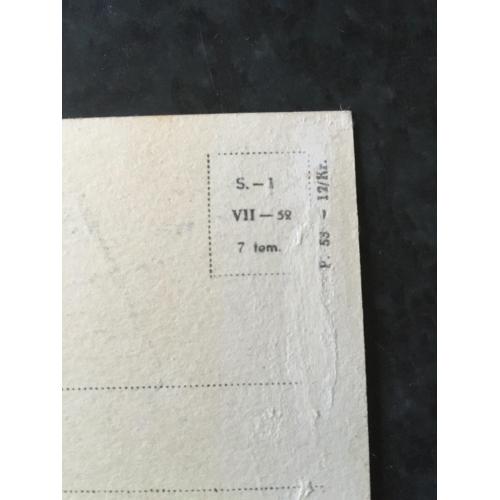 S. – 1
VII – 52
7 tem.
P. 53 – 12/Kr.